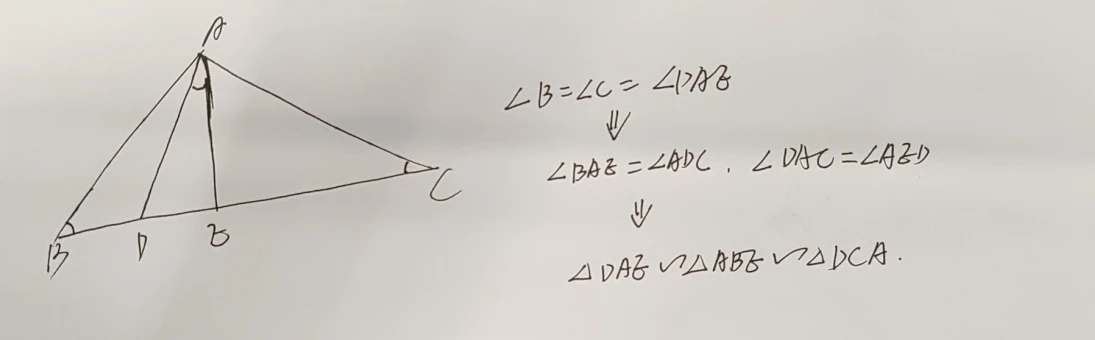 A
B
D
E
C
∠B=∠C=∠DAE
⇓
∠BAE=∠ADC. ∠DAC=∠AED
⇓
△DAE∽△ABE∽△DCA.